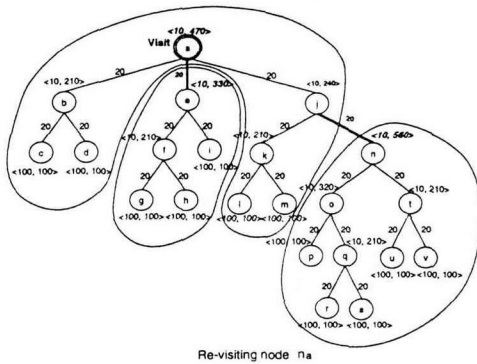 <10, 470>
Visit
a
20
20
20
<10, 210>
<10, 330>
<10, 240>
b
e
j
20
20
20
20
20
20
<10, 210>
<10, 210>
<10, 560>
c
d
f
i
k
n
<100, 100>
<100, 100>
<100, 100>
20
20
20
20
20
20
<10, 320>
<10, 210>
g
h
l
m
o
t
<100, 100>
<100, 100>
<100, 100>
<100, 100>
20
20
20
20
<100, 100>
<10, 210>
p
q
u
v
<100, 100>
<100, 100>
20
20
r
s
<100, 100>
<100, 100>
Re-visiting node na